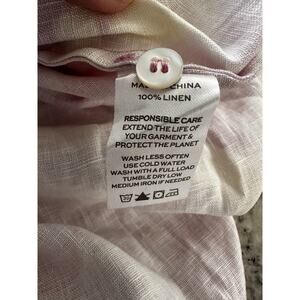 MADE IN CHINA
100% LINEN
RESPONSIBLE CARE
EXTEND THE LIFE OF
YOUR GARMENT &
PROTECT THE PLANET
WASH LESS OFTEN
USE COLD WATER
WASH WITH A FULL LOAD
TUMBLE DRY LOW
MEDIUM IRON IF NEEDED